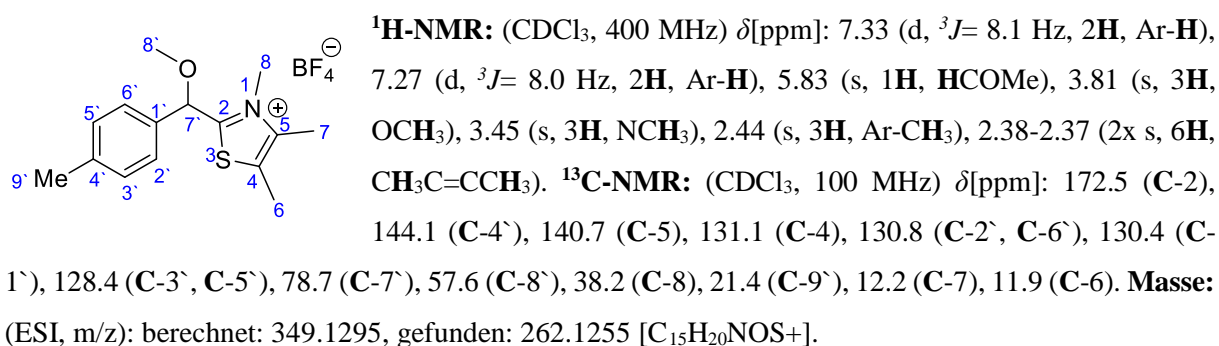 8`
O
BF4⊖
6`
5`
1`
7`
2
N
1
8
⊕
5
7
S
3`
3
4
6
9`
Me
4`
3`
2`
¹H-NMR: (CDCl₃, 400 MHz) δ[ppm]: 7.33 (d, ³J= 8.1 Hz, 2H, Ar-H),
7.27 (d, ³J= 8.0 Hz, 2H, Ar-H), 5.83 (s, 1H, HCOMe), 3.81 (s, 3H,
OCH₃), 3.45 (s, 3H, NCH₃), 2.44 (s, 3H, Ar-CH₃), 2.38-2.37 (2x s, 6H,
CH₃C=CCH₃). ¹³C-NMR: (CDCl₃, 100 MHz) δ[ppm]: 172.5 (C-2),
144.1 (C-4`), 140.7 (C-5), 131.1 (C-4), 130.8 (C-2`, C-6`), 130.4 (C-
1`), 128.4 (C-3`, C-5`), 78.7 (C-7`), 57.6 (C-8`), 38.2 (C-8), 21.4 (C-9`), 12.2 (C-7), 11.9 (C-6). Masse:
(ESI, m/z): berechnet: 349.1295, gefunden: 262.1255 [C₁₅H₂₀NOS+].